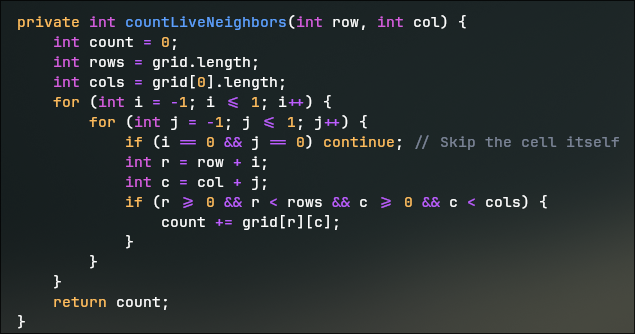 private int countLiveNeighbors(int row, int col) {
    int count = 0;
    int rows = grid.length;
    int cols = grid[0].length;
    for (int i = -1; i <= 1; i++) {
        for (int j = -1; j <= 1; j++) {
            if (i == 0 && j == 0) continue; // Skip the cell itself
            int r = row + i;
            int c = col + j;
            if (r >= 0 && r < rows && c >= 0 && c < cols) {
                count += grid[r][c];
            }
        }
    }
    return count;
}